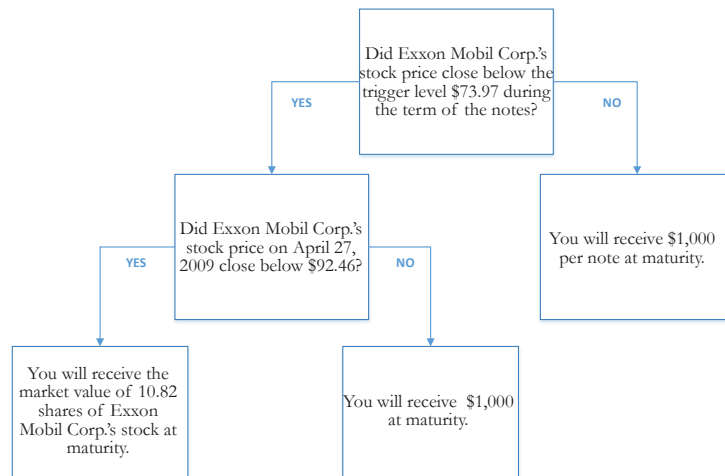 Did Exxon Mobil Corp.'s
stock price close below the
trigger level $73.97 during
the term of the notes?
YES
NO
Did Exxon Mobil Corp.'s
stock price on April 27,
2009 close below $92.46?
You will receive $1,000
per note at maturity.
YES
NO
You will receive the
market value of 10.82
shares of Exxon
Mobil Corp.'s stock at
maturity.
You will receive $1,000
at maturity.